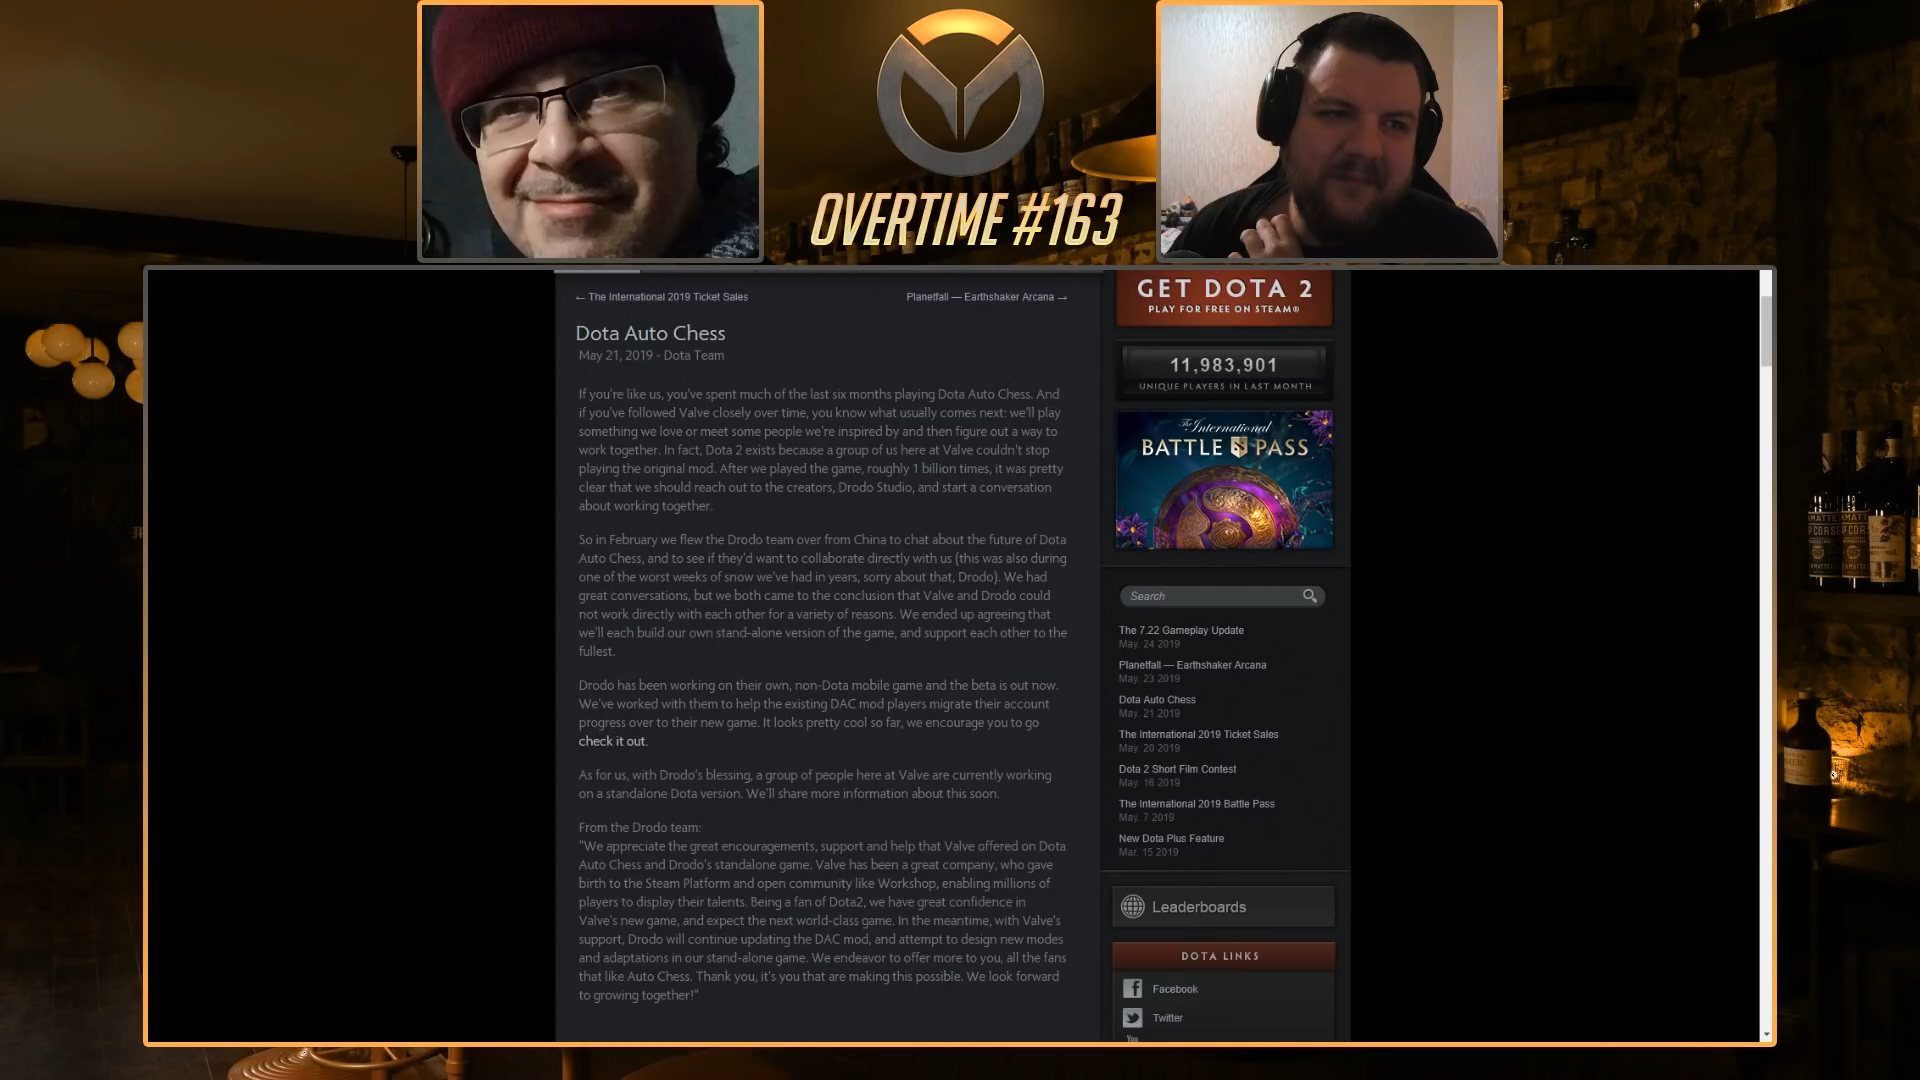 OVERTIME #163
← The International 2019 Ticket Sales
Planetfall — Earthshaker Arcana →
Dota Auto Chess
May 21, 2019 - Dota Team
If you're like us, you've spent much of the last six months playing Dota Auto Chess. And
if you've followed Valve closely over time, you know what usually comes next: we'll play
something we love or meet some people we're inspired by and then figure out a way to
work together. In fact, Dota 2 exists because a group of us here at Valve couldn't stop
playing the original mod. After we played the game, roughly 1 billion times, it was pretty
clear that we should reach out to the creators, Drodo Studio, and start a conversation
about working together.
So in February we flew the Drodo team over from China to chat about the future of Dota
Auto Chess, and to see if they'd want to collaborate directly with us (this was also during
one of the worst weeks of snow we've had in years, sorry about that, Drodo). We had
great conversations, but we both came to the conclusion that Valve and Drodo could
not work directly with each other for a variety of reasons. We ended up agreeing that
we'll each build our own stand-alone version of the game, and support each other to the
fullest.
Drodo has been working on their own, non-Dota mobile game and the beta is out now.
We've worked with them to help the existing DAC mod players migrate their account
progress over to their new game. It looks pretty cool so far, we encourage you to go
check it out.
As for us, with Drodo's blessing, a group of people here at Valve are currently working
on a standalone Dota version. We'll share more information about this soon.
From the Drodo team:
"We appreciate the great encouragements, support and help that Valve offered on Dota
Auto Chess and Drodo's standalone game. Valve has been a great company, who gave
birth to the Steam Platform and open community like Workshop, enabling millions of
players to display their talents. Being a fan of Dota2, we have great confidence in
Valve's new game, and expect the next world-class game. In the meantime, with Valve's
support, Drodo will continue updating the DAC mod, and attempt to design new modes
and adaptations in our stand-alone game. We endeavor to offer more to you, all the fans
that like Auto Chess. Thank you, it's you that are making this possible. We look forward
to growing together!"
GET DOTA 2
PLAY FOR FREE ON STEAM®
11,983,901
UNIQUE PLAYERS IN LAST MONTH
The International
BATTLE PASS
Search
The 7.22 Gameplay Update
May. 24 2019
Planetfall — Earthshaker Arcana
May. 23 2019
Dota Auto Chess
May. 21 2019
The International 2019 Ticket Sales
May. 20 2019
Dota 2 Short Film Contest
May. 16 2019
The International 2019 Battle Pass
May. 7 2019
New Dota Plus Feature
Mar. 15 2019
Leaderboards
DOTA LINKS
Facebook
Twitter